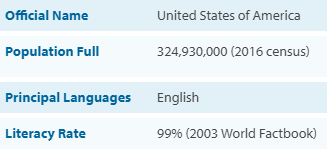 Official Name United States of America
Population Full 324,930,000 (2016 census)
Principal Languages English
Literacy Rate 99% (2003 World Factbook)